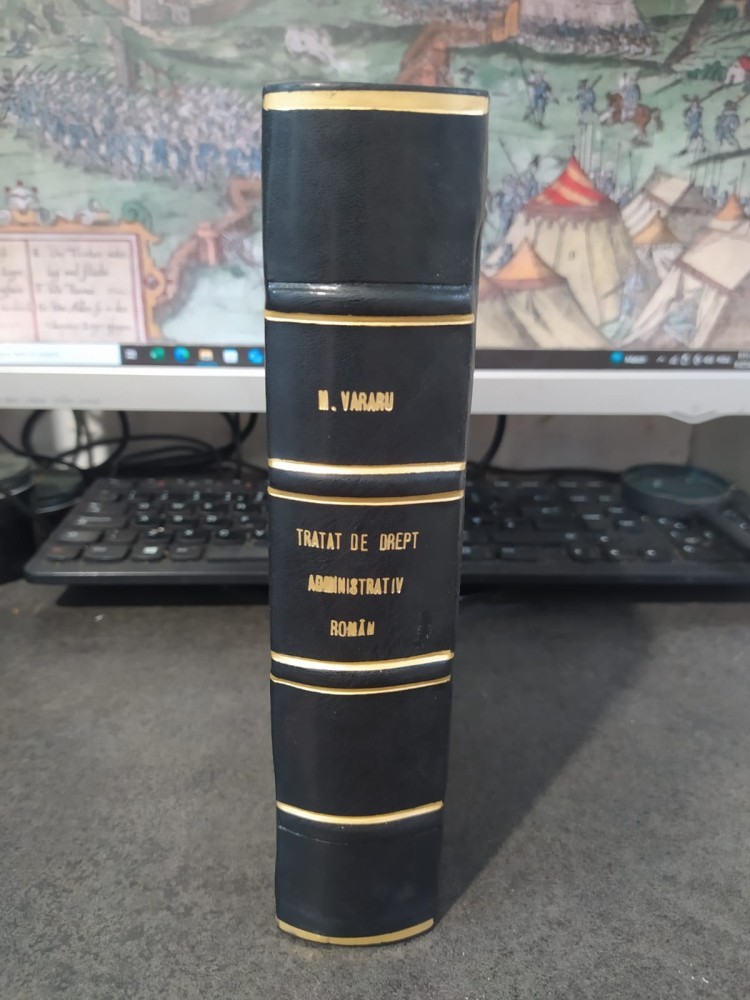 M. VARARU
TRATAT DE DREPT
ADMINISTRATIV
ROMÂN